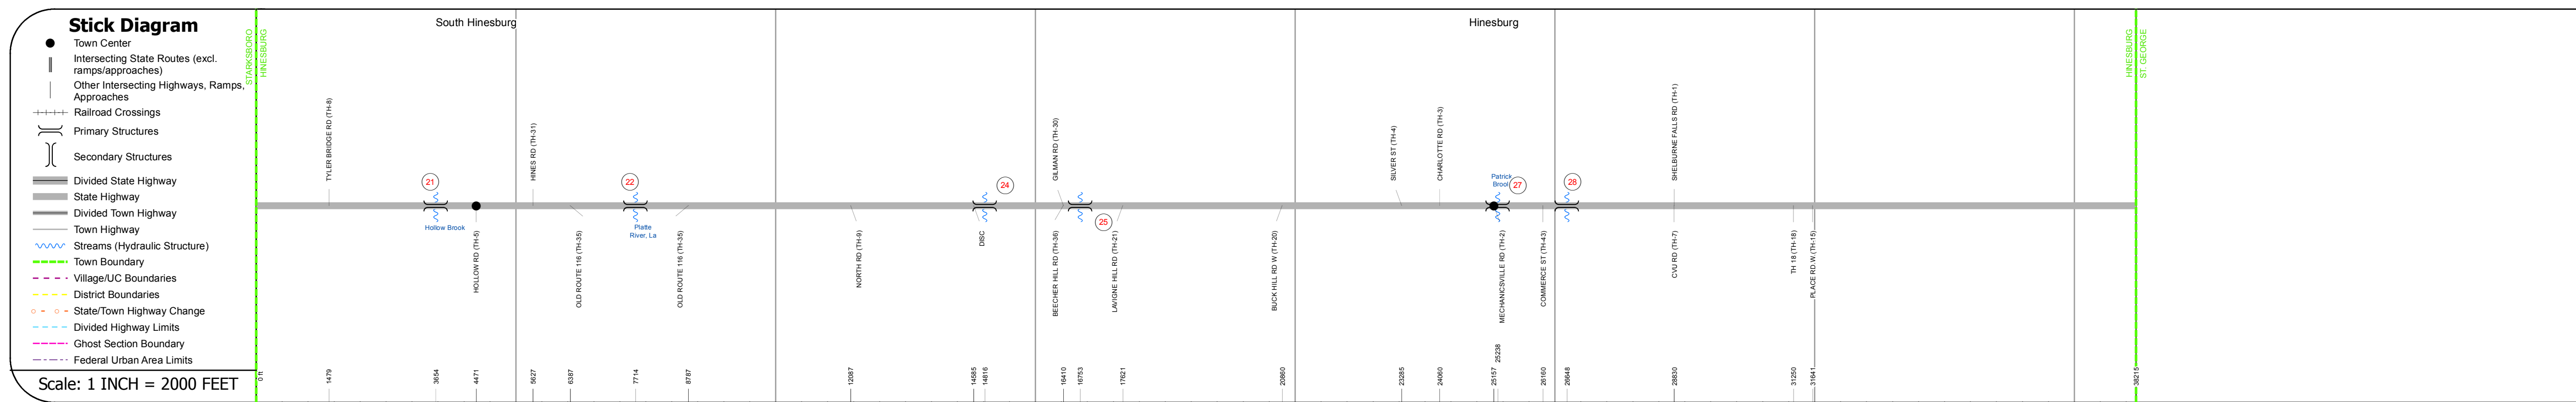 Stick Diagram
Town Center
Intersecting State Routes (excl.
ramps/approaches)
Other Intersecting Highways, Ramps,
Approaches
Railroad Crossings
Primary Structures
Secondary Structures
Divided State Highway
State Highway
Divided Town Highway
Town Highway
Streams (Hydraulic Structure)
Town Boundary
Village/UC Boundaries
District Boundaries
State/Town Highway Change
Divided Highway Limits
Ghost Section Boundary
Federal Urban Area Limits
Scale: 1 INCH = 2000 FEET
South Hinesburg
Hinesburg
STARKSBORO
HINESBURG
HINESBURG
ST. GEORGE
TYLER BRIDGE RD (TH-8)
HINES RD (TH-31)
GILMAN RD (TH-30)
SILVER ST (TH-4)
CHARLOTTE RD (TH-3)
SHELBURNE FALLS RD (TH-1)
21
22
24
25
27
28
Hollow Brook
Platte
River, La
Patrick
Brook
HOLLOW RD (TH-5)
OLD ROUTE 116 (TH-35)
OLD ROUTE 116 (TH-35)
NORTH RD (TH-9)
DISC
BEECHER HILL RD (TH-36)
LAVIGNE HILL RD (TH-21)
BUCK HILL RD W (TH-20)
MECHANICSVILLE RD (TH-2)
COMMERCE ST (TH-43)
CVU RD (TH-7)
TH 18 (TH-18)
PLACE RD W (TH-15)
0 ft
1479
3654
4471
5627
6387
7714
8787
12087
14585
14816
16410
16753
17621
20860
23285
24060
25157
25238
26160
26648
28830
31250
31641
38215